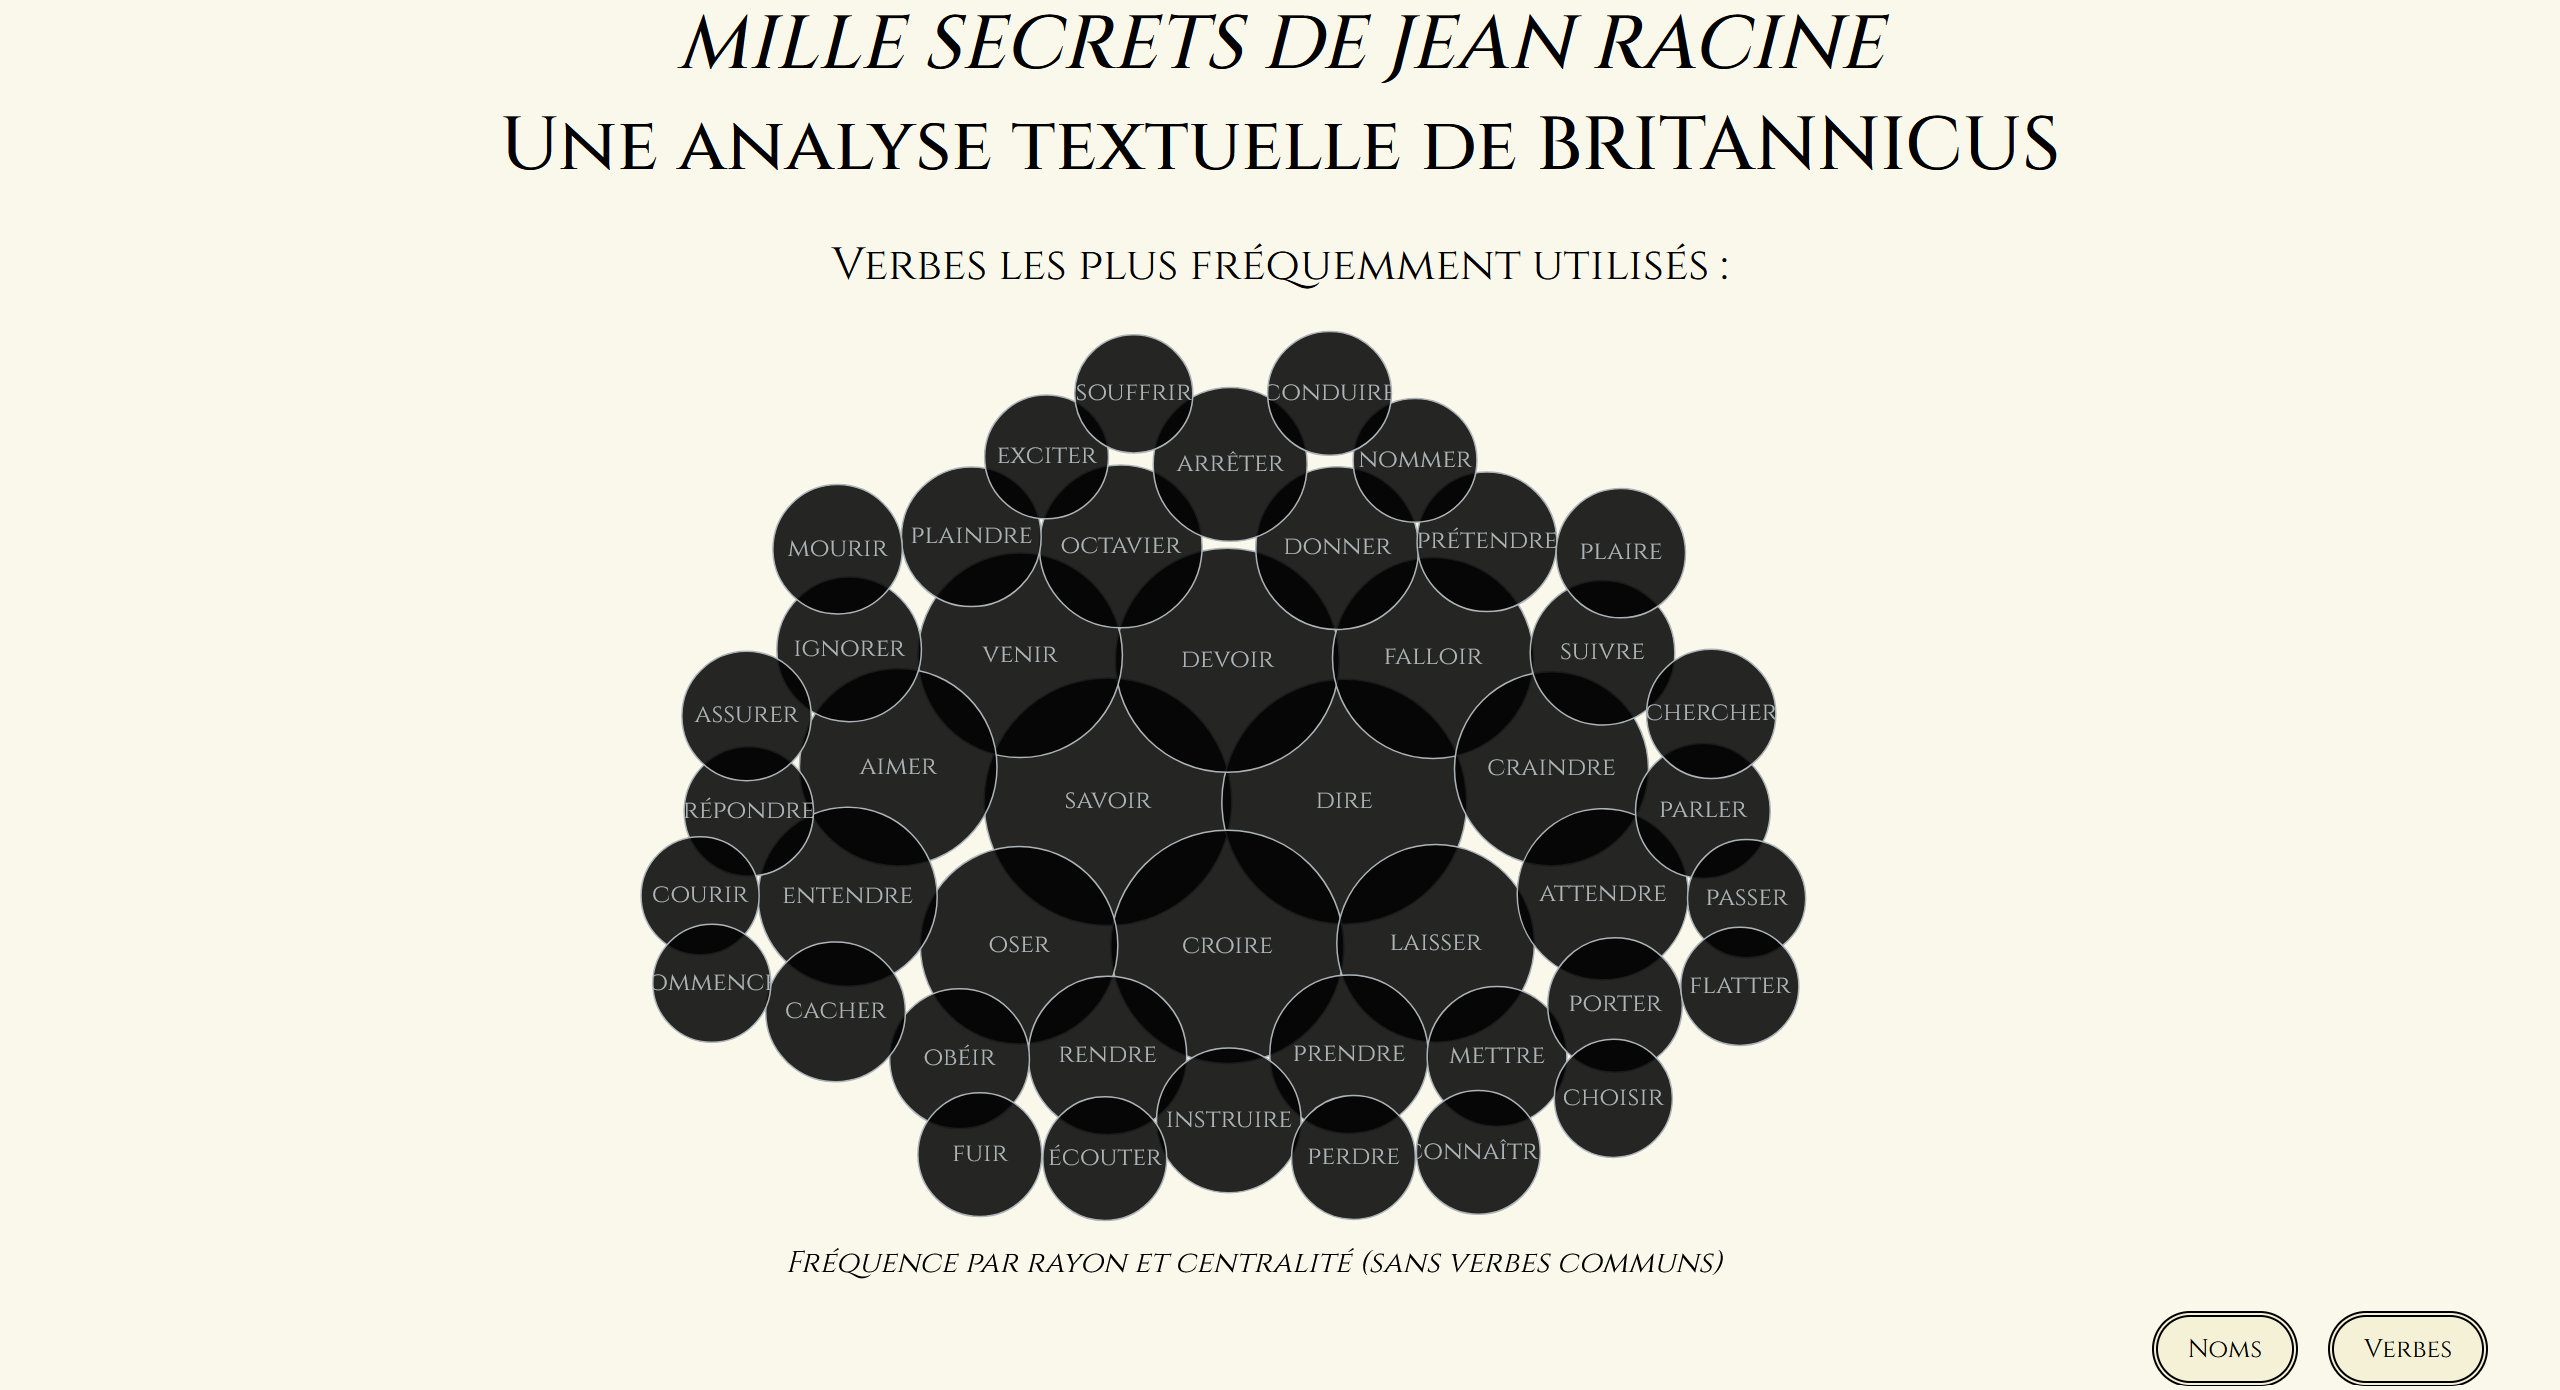 MILLE SECRETS DE JEAN RACINE
UNE ANALYSE TEXTUELLE DE BRITANNICUS
VERBES LES PLUS FRÉQUEMMENT UTILISÉS :
SOUFFRIR
CONDUIRE
EXCITER
ARRÊTER
NOMMER
MOURIR
PLAINDRE
OCTAVIER
DONNER
PRÉTENDRE
PLAIRE
IGNORER
VENIR
DEVOIR
FALLOIR
SUIVRE
ASSURER
CHERCHER
AIMER
SAVOIR
DIRE
CRAINDRE
RÉPONDRE
PARLER
COURIR
ENTENDRE
OSER
CROIRE
LAISSER
ATTENDRE
PASSER
OMMENC
CACHER
PORTER
FLATTER
OBÉIR
RENDRE
PRENDRE
METTRE
CHOISIR
INSTRUIRE
FUIR
ÉCOUTER
PERDRE
CONNAÎTR
FRÉQUENCE PAR RAYON ET CENTRALITÉ (SANS VERBES COMMUNS)
NOMS
VERBES